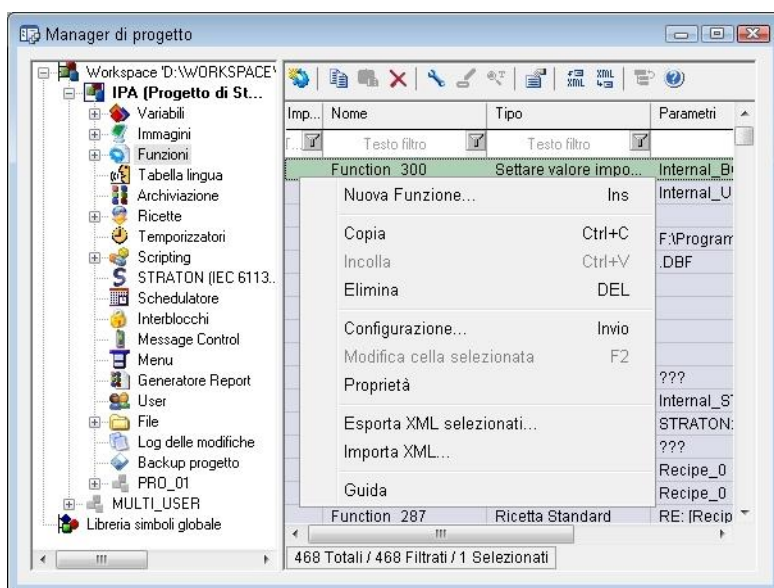 Manager di progetto
Workspace 'D:\WORKSPACE\
IPA (Progetto di St...
Variabili
Immagini
Funzioni
Tabella lingua
Archiviazione
Ricette
Temporizzatori
Scripting
STRATON (IEC 6113...
Schedulatore
Interblocchi
Message Control
Menu
Generatore Report
User
File
Log delle modifiche
Backup progetto
PRO_01
MULTI_USER
Libreria simboli globale
XML XML
Imp... Nome Tipo Parametri
T... Testo filtro Testo filtro
Function_300 Settare valore impo... Internal_B
Internal_U
F:\Program
.DBF
???
Internal_S
STRATON:
???
Recipe_0
Recipe_0
Nuova Funzione... Ins
Copia Ctrl+C
Incolla Ctrl+V
Elimina DEL
Configurazione... Invio
Modifica cella selezionata F2
Proprietà
Esporta XML selezionati...
Importa XML...
Guida
Function_287 Ricetta Standard RE: [Recip
468 Totali / 468 Filtrati / 1 Selezionati